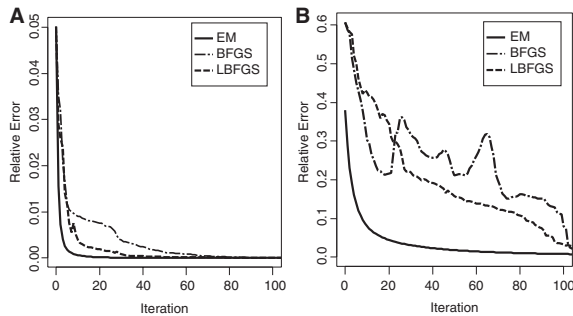 A
EM
BFGS
LBFGS
Relative Error
0.00
0.01
0.02
0.03
0.04
0.05
0 20 40 60 80 100
Iteration
B
EM
BFGS
LBFGS
Relative Error
0.0
0.1
0.2
0.3
0.4
0.5
0.6
0 20 40 60 80 100
Iteration